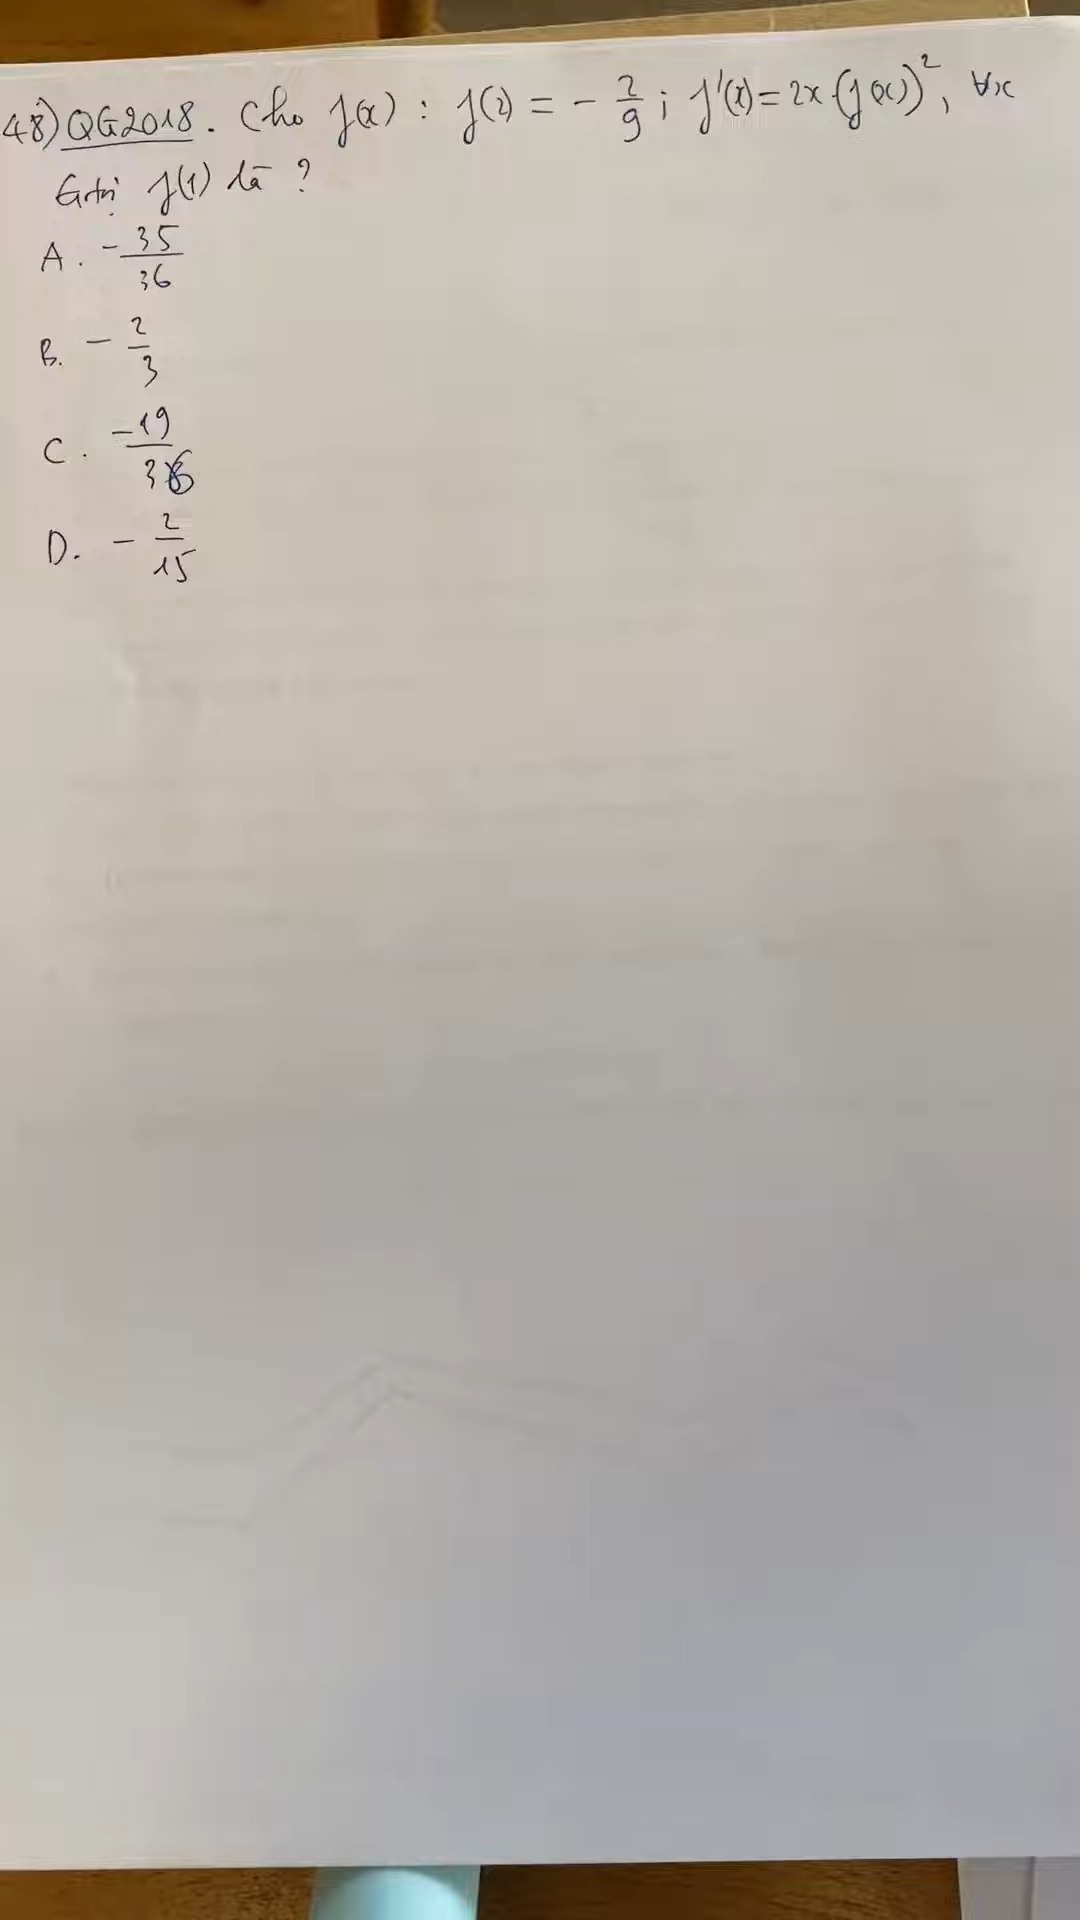 48) QG2018. Cho f(x) : f(2) = - 2/9 ; f'(x) = 2x.(f(x))², ∀x
Gtrị f(1) là ?
A. - 35/36
B. - 2/3
C. -19/36
D. - 2/15